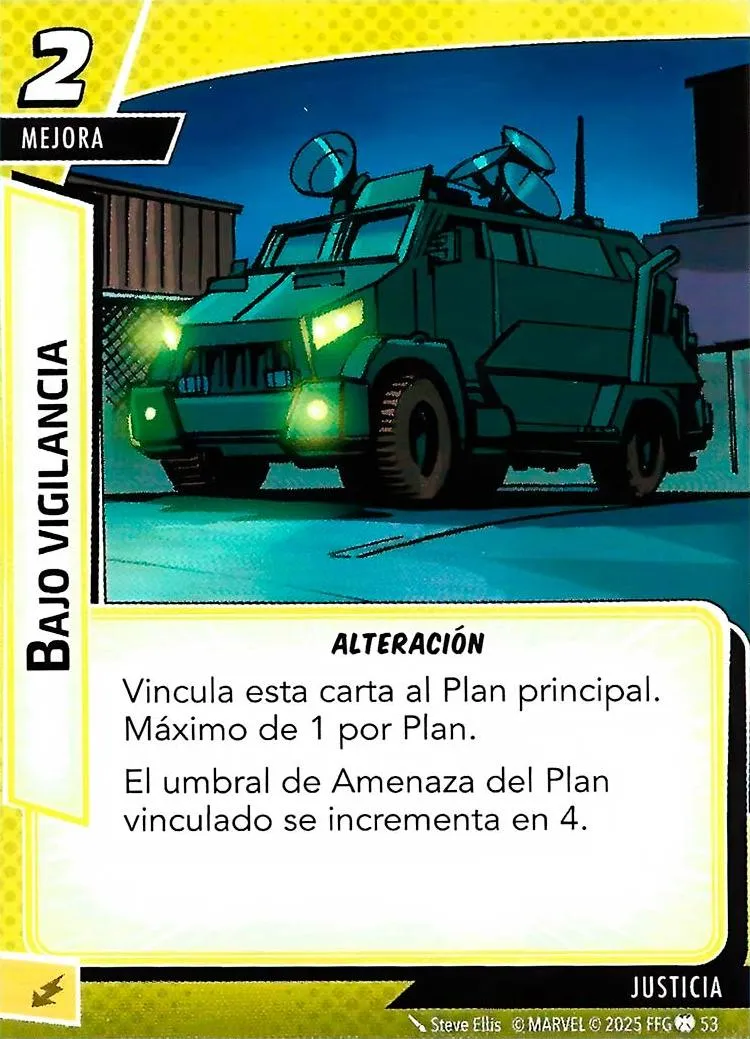 2
MEJORA
BAJO VIGILANCIA
ALTERACIÓN
Vincula esta carta al Plan principal.
Máximo de 1 por Plan.
El umbral de Amenaza del Plan
vinculado se incrementa en 4.
JUSTICIA
Steve Ellis © MARVEL © 2025 FFG 53